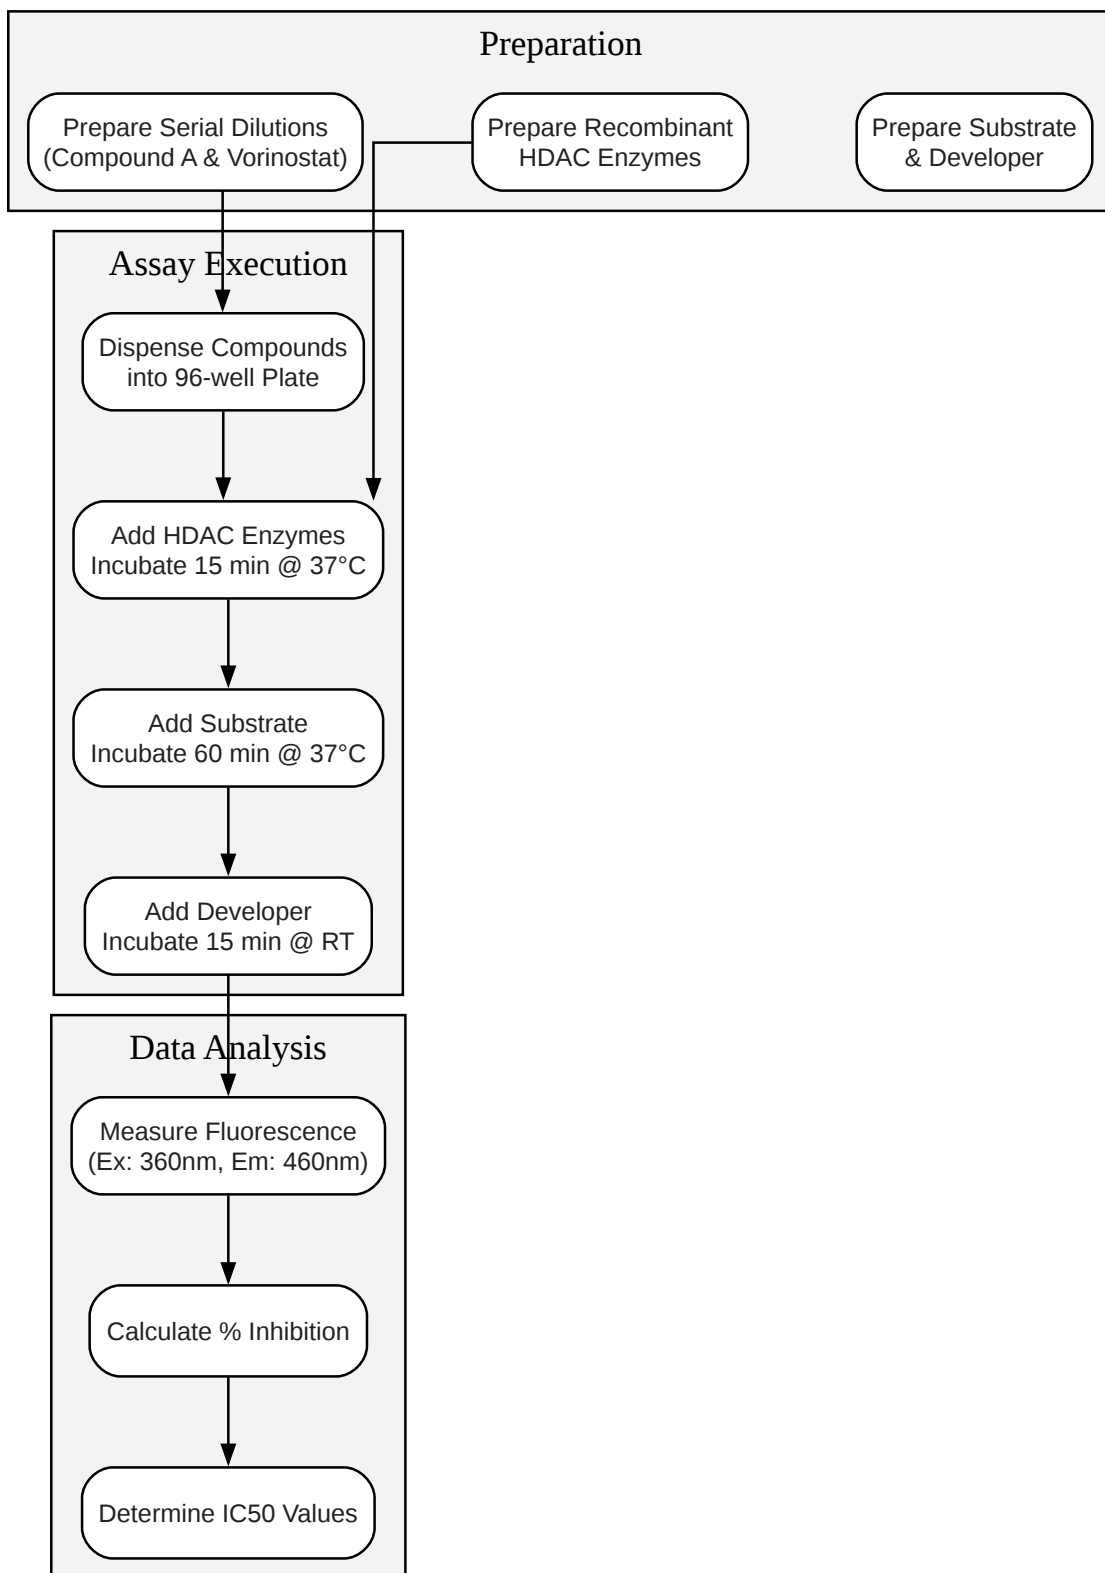 Preparation
Prepare Serial Dilutions
(Compound A & Vorinostat)
Prepare Recombinant
HDAC Enzymes
Prepare Substrate
& Developer
Assay Execution
Dispense Compounds
into 96-well Plate
Add HDAC Enzymes
Incubate 15 min @ 37°C
Add Substrate
Incubate 60 min @ 37°C
Add Developer
Incubate 15 min @ RT
Data Analysis
Measure Fluorescence
(Ex: 360nm, Em: 460nm)
Calculate % Inhibition
Determine IC50 Values